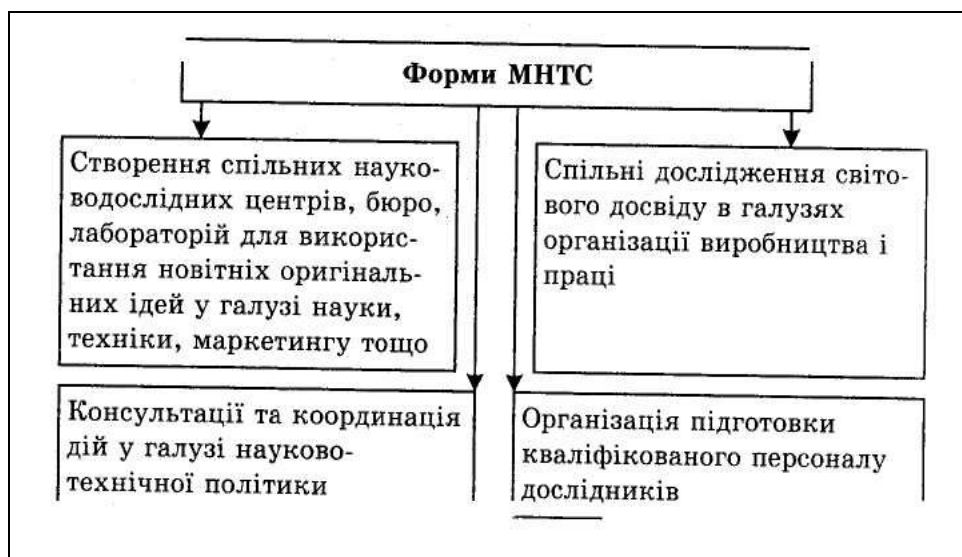 Форми МНТС
Створення спільних науко-
водослідних центрів, бюро,
лабораторій для використ-
тання новітніх оригіналь-
них ідей у галузі науки,
техніки, маркетингу тощо
Спільні дослідження світо-
вого досвіду в галузях
організації виробництва і
праці
Консультації та координація
дій у галузі науково-
технічної політики
Організація підготовки
кваліфікованого персоналу
дослідників